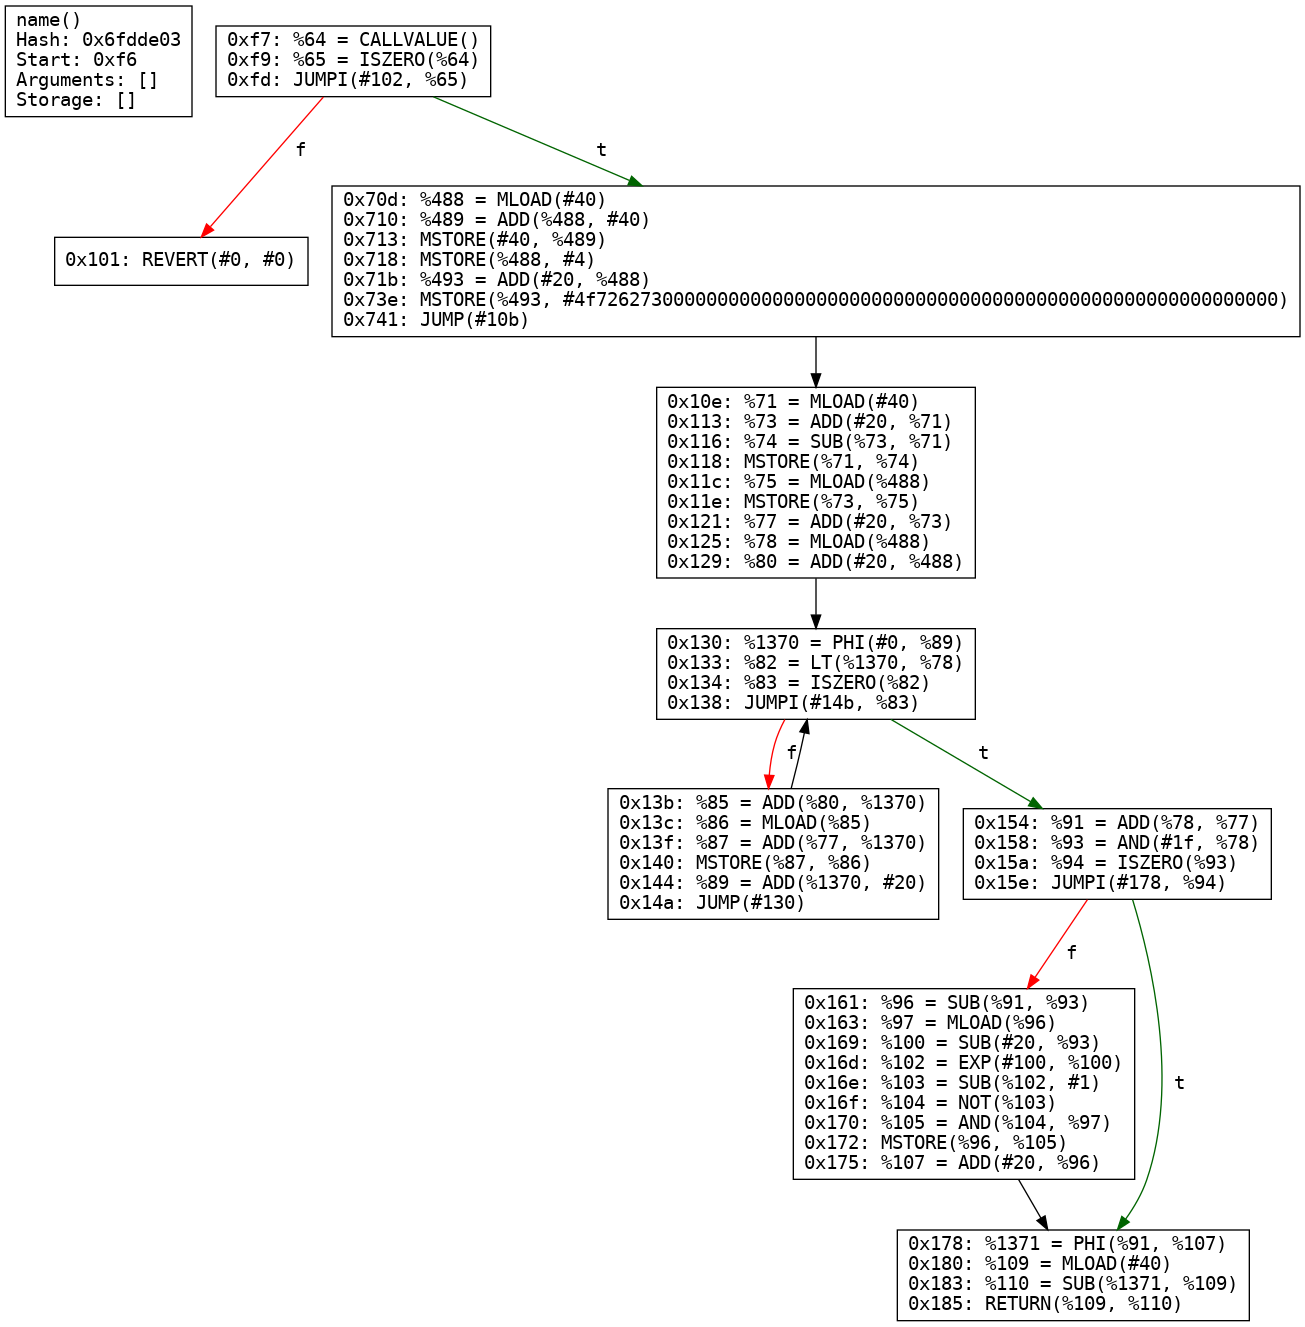 name()
Hash: 0x6fdde03
Start: 0xf6
Arguments: []
Storage: []
0xf7: %64 = CALLVALUE()
0xf9: %65 = ISZERO(%64)
0xfd: JUMPI(#102, %65)
f
t
0x101: REVERT(#0, #0)
0x70d: %488 = MLOAD(#40)
0x710: %489 = ADD(%488, #40)
0x713: MSTORE(#40, %489)
0x718: MSTORE(%488, #4)
0x71b: %493 = ADD(#20, %488)
0x73e: MSTORE(%493, #4f72627300000000000000000000000000000000000000000000000000000000)
0x741: JUMP(#10b)
0x10e: %71 = MLOAD(#40)
0x113: %73 = ADD(#20, %71)
0x116: %74 = SUB(%73, %71)
0x118: MSTORE(%71, %74)
0x11c: %75 = MLOAD(%488)
0x11e: MSTORE(%73, %75)
0x121: %77 = ADD(#20, %73)
0x125: %78 = MLOAD(%488)
0x129: %80 = ADD(#20, %488)
0x130: %1370 = PHI(#0, %89)
0x133: %82 = LT(%1370, %78)
0x134: %83 = ISZERO(%82)
0x138: JUMPI(#14b, %83)
f
t
0x13b: %85 = ADD(%80, %1370)
0x13c: %86 = MLOAD(%85)
0x13f: %87 = ADD(%77, %1370)
0x140: MSTORE(%87, %86)
0x144: %89 = ADD(%1370, #20)
0x14a: JUMP(#130)
0x154: %91 = ADD(%78, %77)
0x158: %93 = AND(#1f, %78)
0x15a: %94 = ISZERO(%93)
0x15e: JUMPI(#178, %94)
f
t
0x161: %96 = SUB(%91, %93)
0x163: %97 = MLOAD(%96)
0x169: %100 = SUB(#20, %93)
0x16d: %102 = EXP(#100, %100)
0x16e: %103 = SUB(%102, #1)
0x16f: %104 = NOT(%103)
0x170: %105 = AND(%104, %97)
0x172: MSTORE(%96, %105)
0x175: %107 = ADD(#20, %96)
0x178: %1371 = PHI(%91, %107)
0x180: %109 = MLOAD(#40)
0x183: %110 = SUB(%1371, %109)
0x185: RETURN(%109, %110)